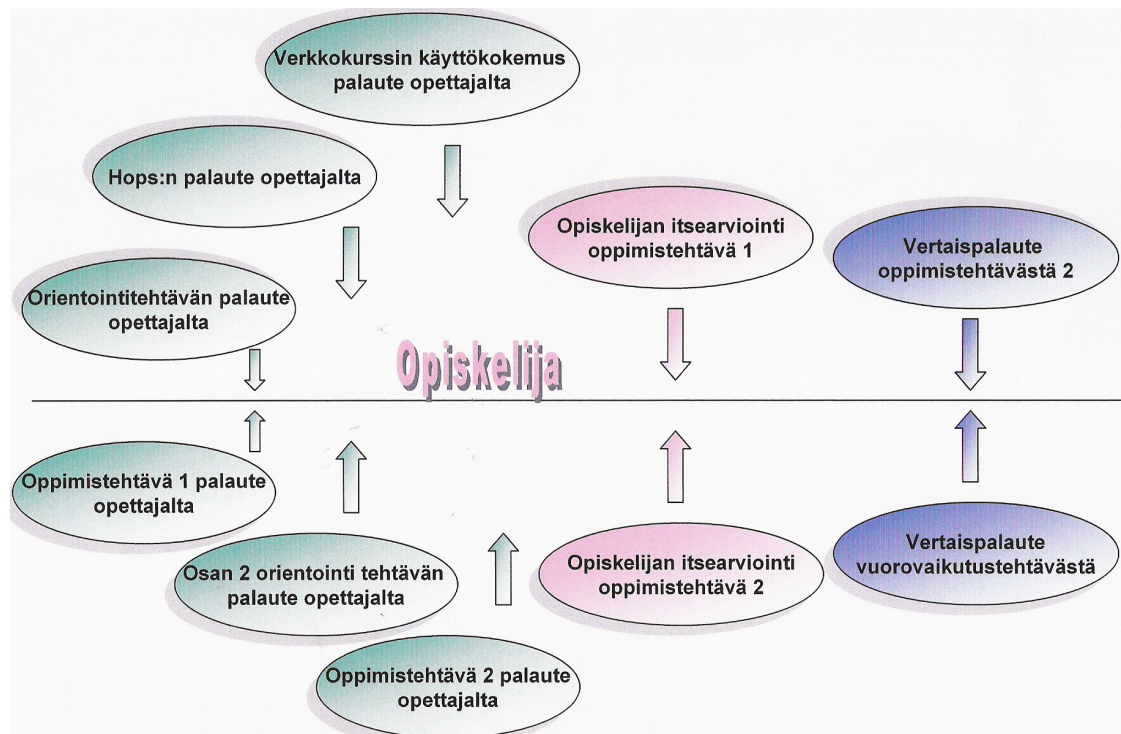 Verkkokurssin käyttökokemus
palaute opettajalta
Hops:n palaute opettajalta
Opiskelijan itsearviointi
oppimistehtävä 1
Vertaispalaute
oppimistehtävästä 2
Orientointitehtävän palaute
opettajalta
Opiskelija
Oppimistehtävä 1 palaute
opettajalta
Osan 2 orientointi tehtävän
palaute opettajalta
Opiskelijan itsearviointi
oppimistehtävä 2
Vertaispalaute
vuorovaikutustehtävästä
Oppimistehtävä 2 palaute
opettajalta